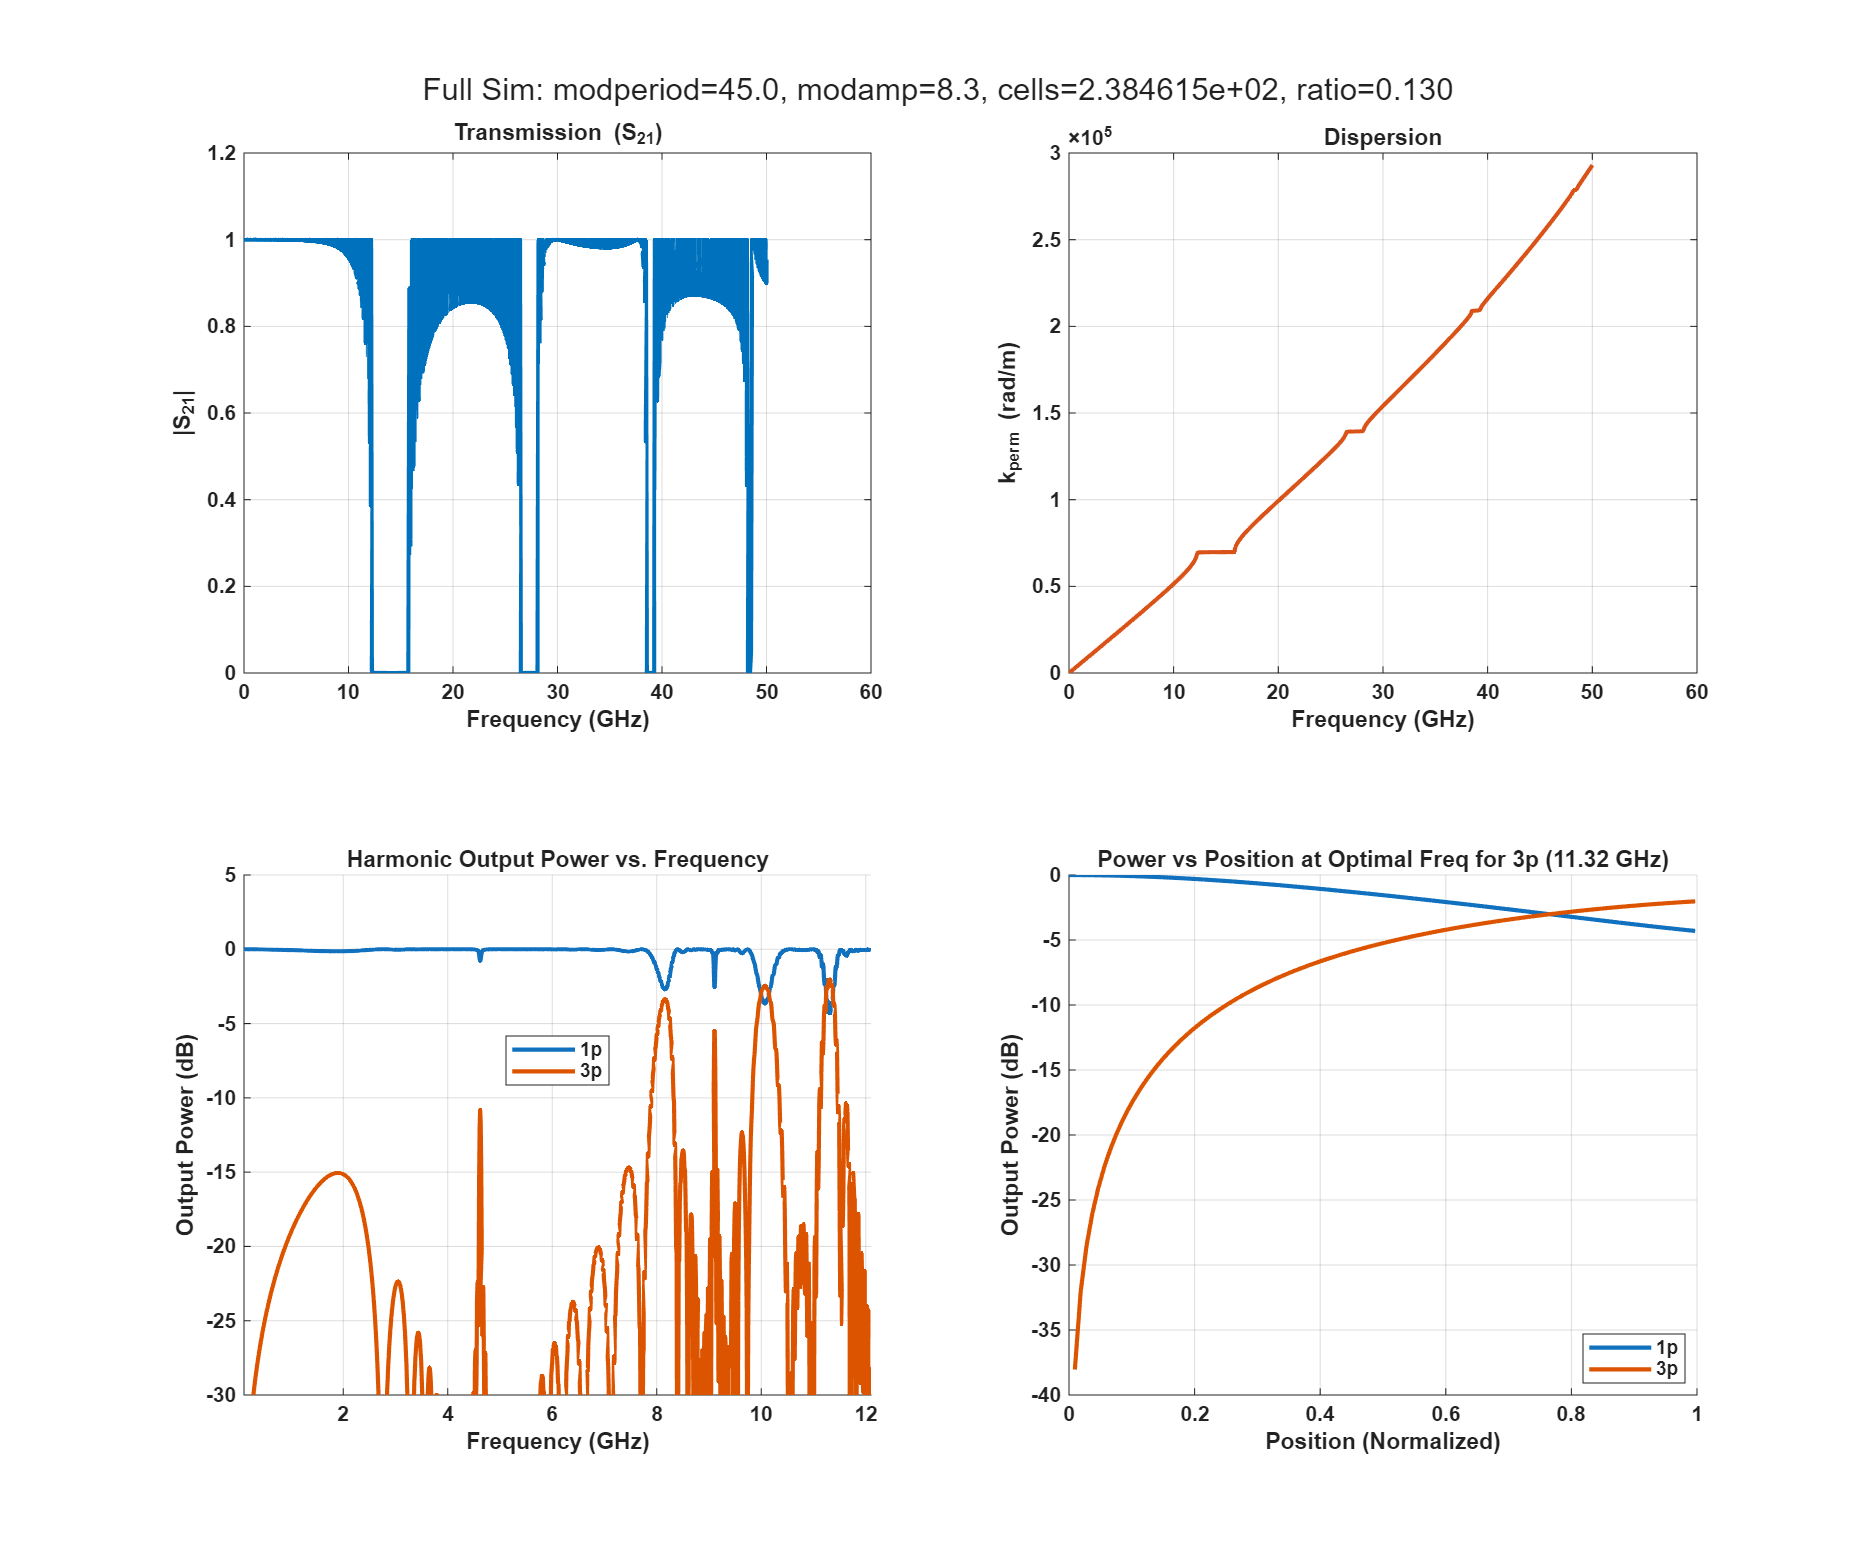 Full Sim: modperiod=45.0, modamp=8.3, cells=2.384615e+02, ratio=0.130
Transmission (S21)
1.2
1
0.8
0.6
0.4
0.2
0
|S21|
0 10 20 30 40 50 60
Frequency (GHz)
×10^5
Dispersion
3
2.5
2
1.5
1
0.5
0
kperm (rad/m)
0 10 20 30 40 50 60
Frequency (GHz)
Harmonic Output Power vs. Frequency
5
0
-5
-10
-15
-20
-25
-30
Output Power (dB)
1p
3p
2 4 6 8 10 12
Frequency (GHz)
Power vs Position at Optimal Freq for 3p (11.32 GHz)
0
-5
-10
-15
-20
-25
-30
-35
-40
Output Power (dB)
1p
3p
0 0.2 0.4 0.6 0.8 1
Position (Normalized)